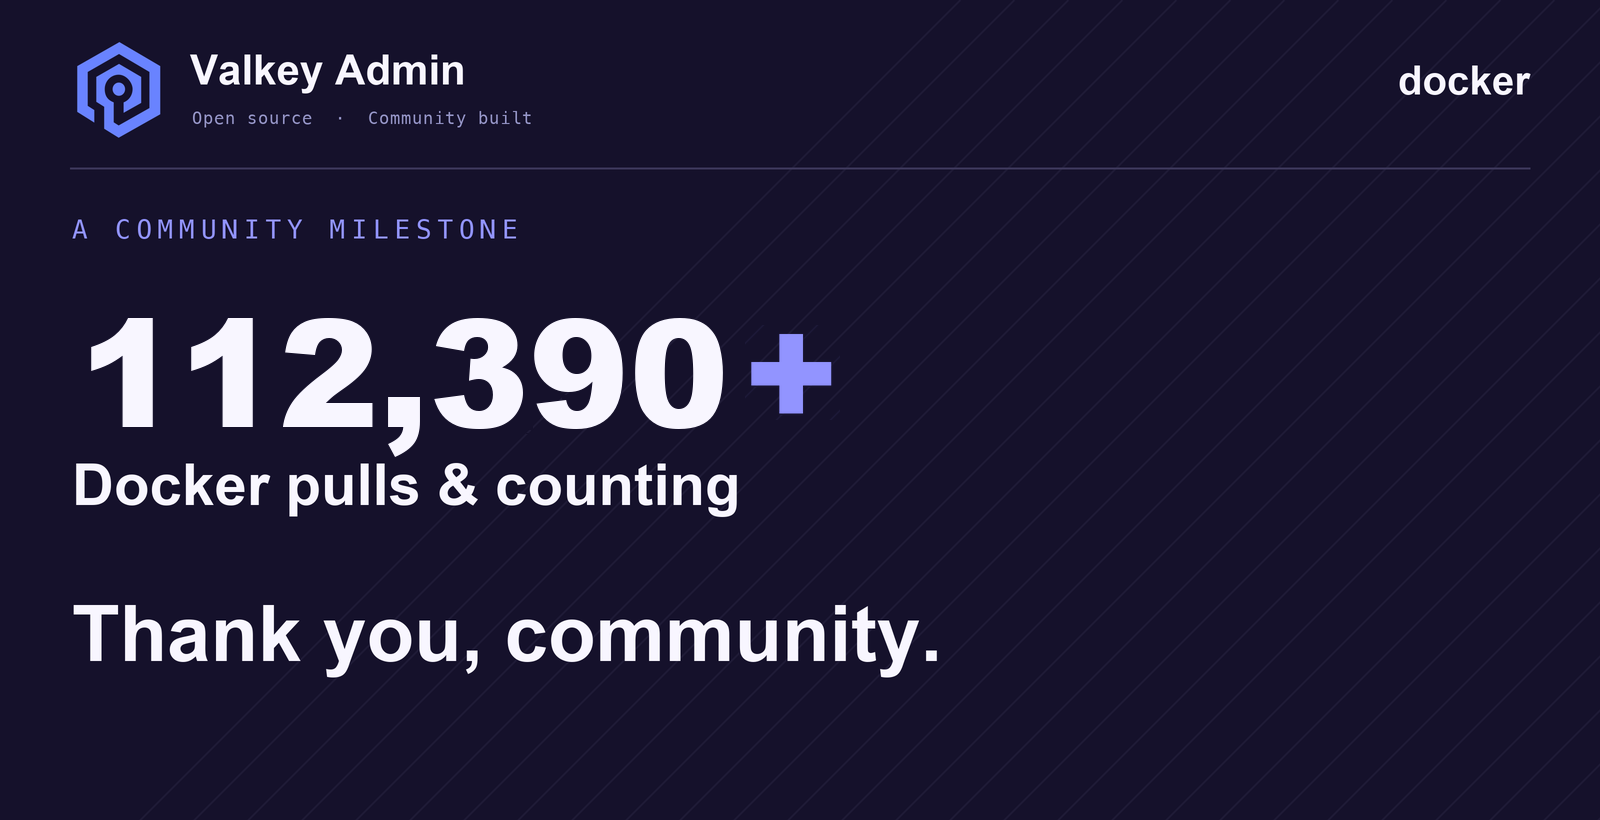 Valkey Admin
Open source · Community built
docker
A COMMUNITY MILESTONE
112,390+
Docker pulls & counting
Thank you, community.